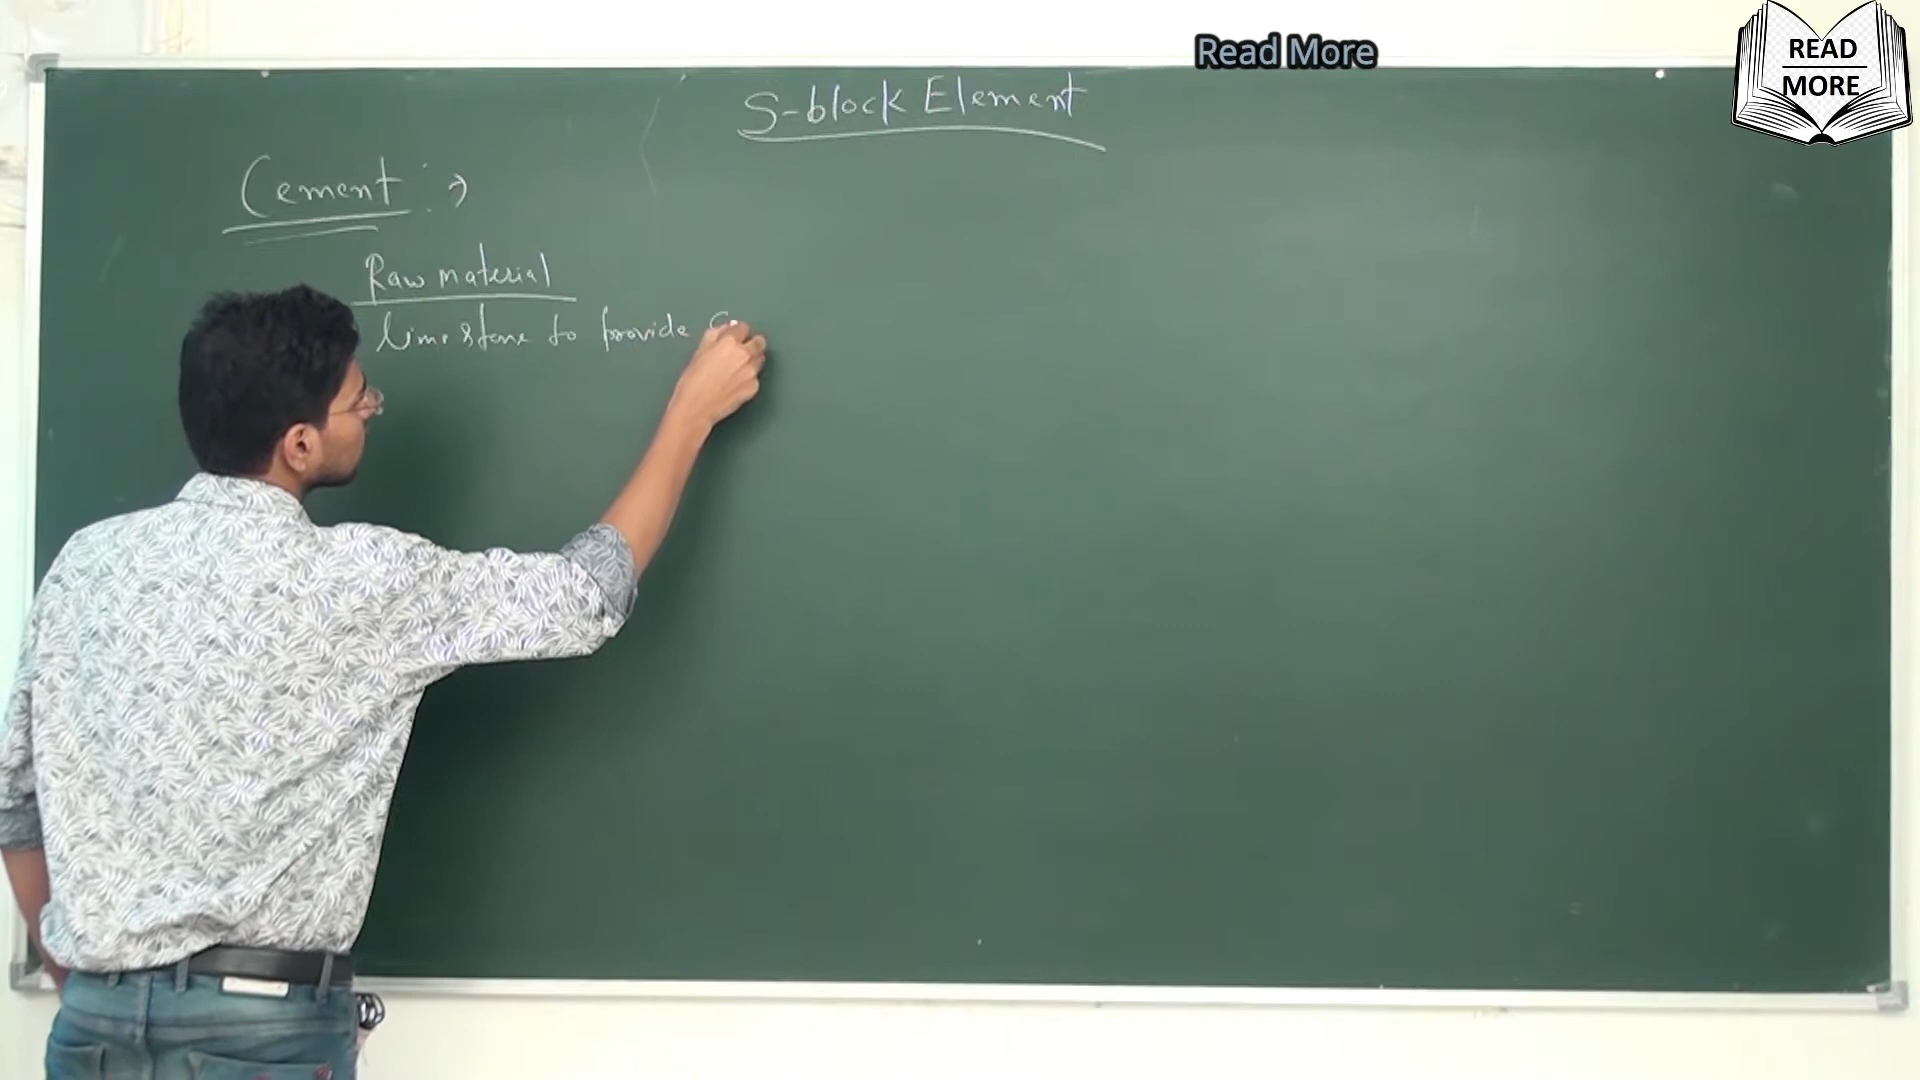 Read More
READ
MORE
S-block Element
Cement :→
Raw material
limestone to provide